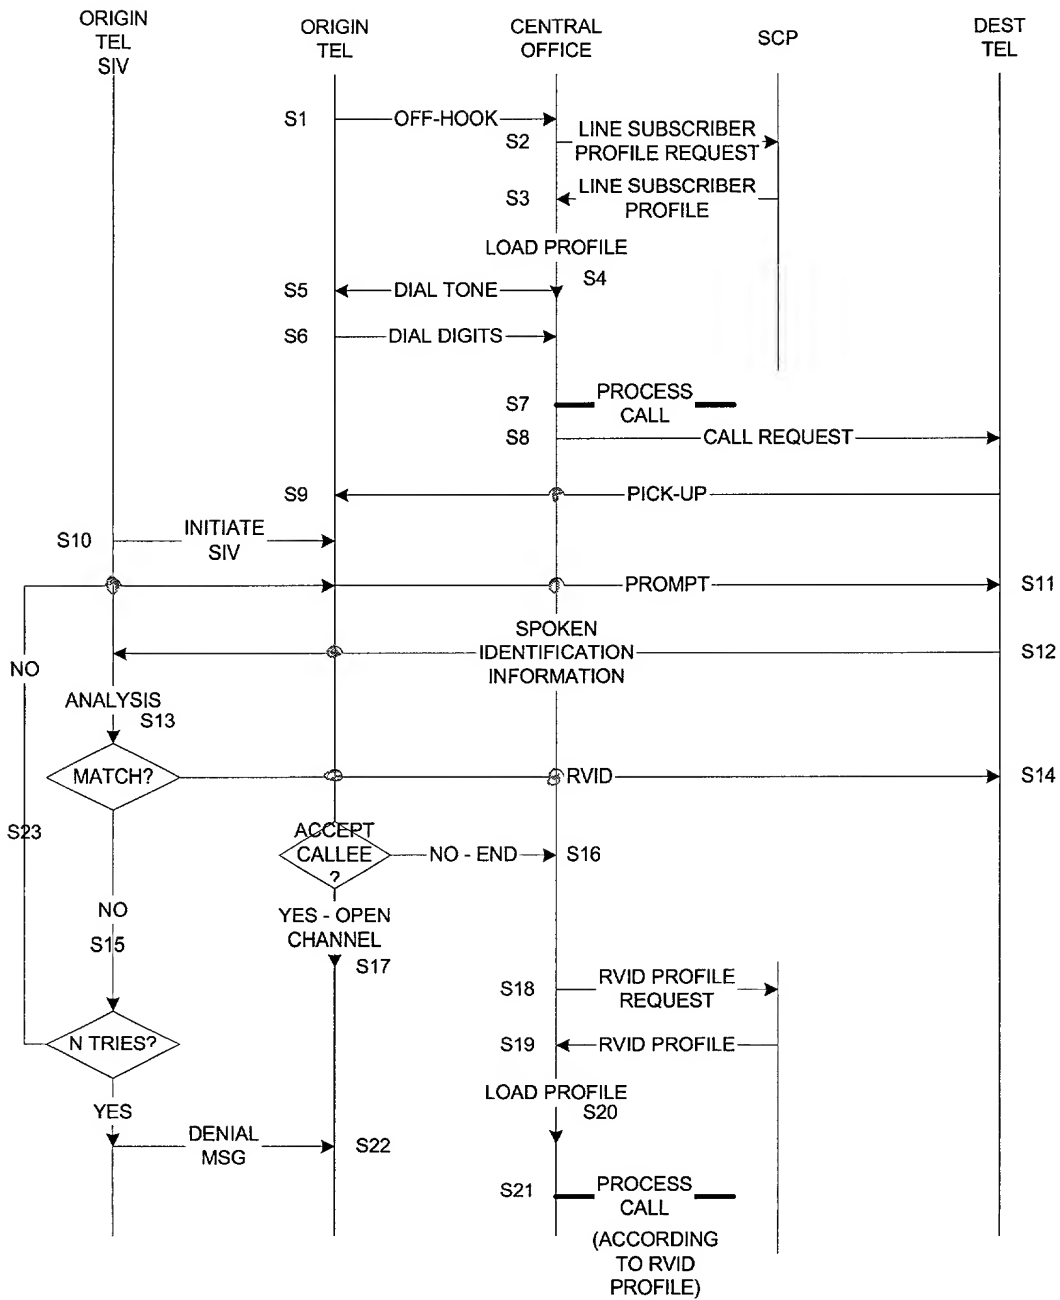 ORIGIN
TEL
SIV
ORIGIN
TEL
CENTRAL
OFFICE
SCP
DEST
TEL
S1
OFF-HOOK
S2
LINE SUBSCRIBER
PROFILE REQUEST
S3
LINE SUBSCRIBER
PROFILE
LOAD PROFILE
S4
S5
DIAL TONE
S6
DIAL DIGITS
S7
PROCESS
CALL
S8
CALL REQUEST
S9
PICK-UP
S10
INITIATE
SIV
PROMPT
S11
SPOKEN
IDENTIFICATION
INFORMATION
S12
NO
ANALYSIS
S13
MATCH?
RVID
S14
S23
ACCEPT
CALLEE
?
NO - END
S16
NO
S15
YES - OPEN
CHANNEL
S17
S18
RVID PROFILE
REQUEST
N TRIES?
S19
RVID PROFILE
LOAD PROFILE
S20
YES
DENIAL
MSG
S22
S21
PROCESS
CALL
(ACCORDING
TO RVID
PROFILE)